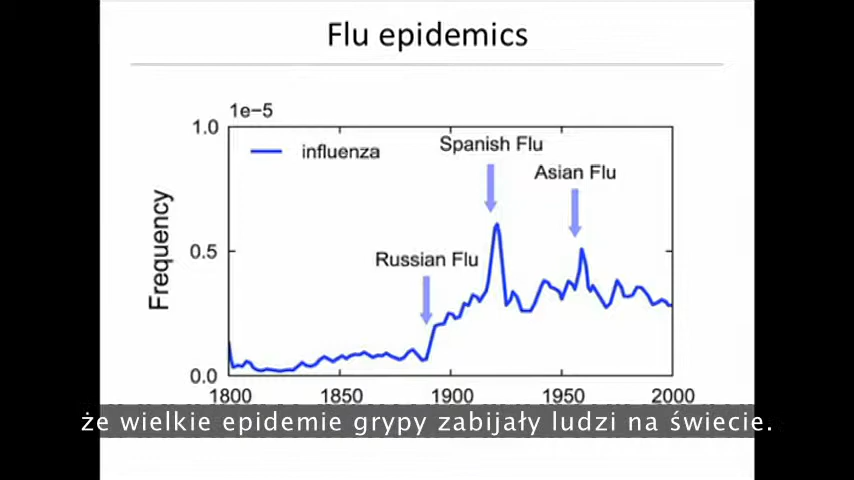 Flu epidemics
1e−5
1.0
influenza
Spanish Flu
Asian Flu
Frequency
0.5
Russian Flu
0.0
1800 1850 1900 1950 2000
że wielkie epidemie grypy zabijały ludzi na świecie.